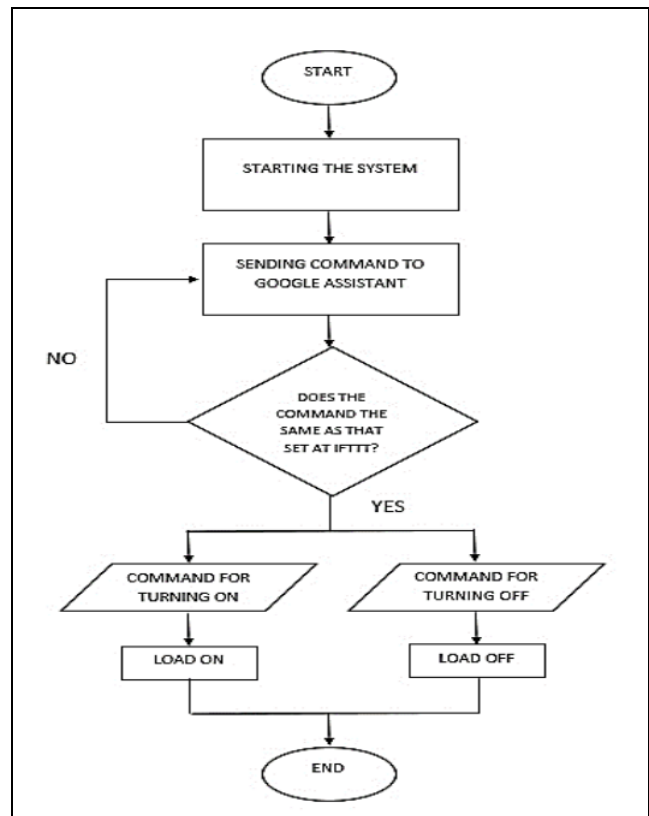 START
STARTING THE SYSTEM
SENDING COMMAND TO
GOOGLE ASSISTANT
NO
DOES THE
COMMAND THE
SAME AS THAT
SET AT IFTTT?
YES
COMMAND FOR
TURNING ON
COMMAND FOR
TURNING OFF
LOAD ON
LOAD OFF
END